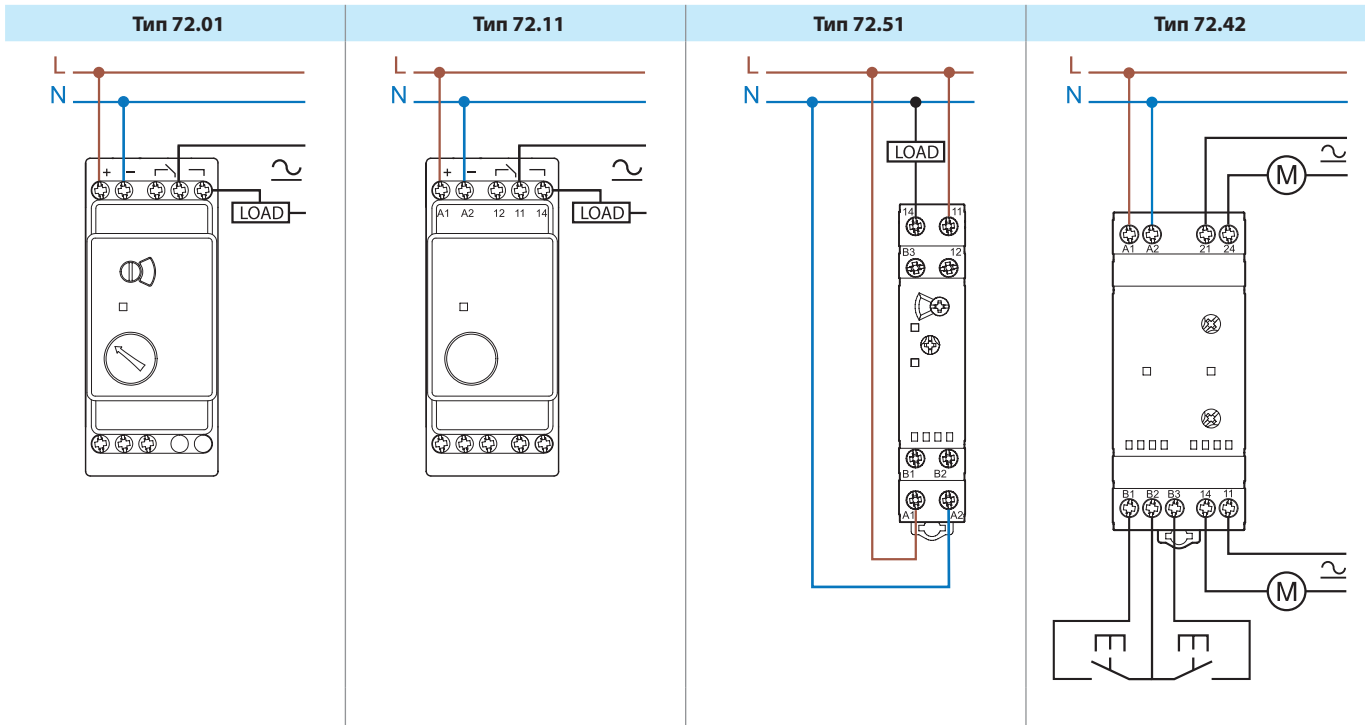 Тип 72.01
Тип 72.11
Тип 72.51
Тип 72.42
L
N
+ −
LOAD
L
N
+ −
A1 A2 12 11 14
LOAD
L
N
LOAD
14 11
B3 12
B1 B2
A1 A2
L
N
M
A1 A2 21 24
B1 B2 B3 14 11
M